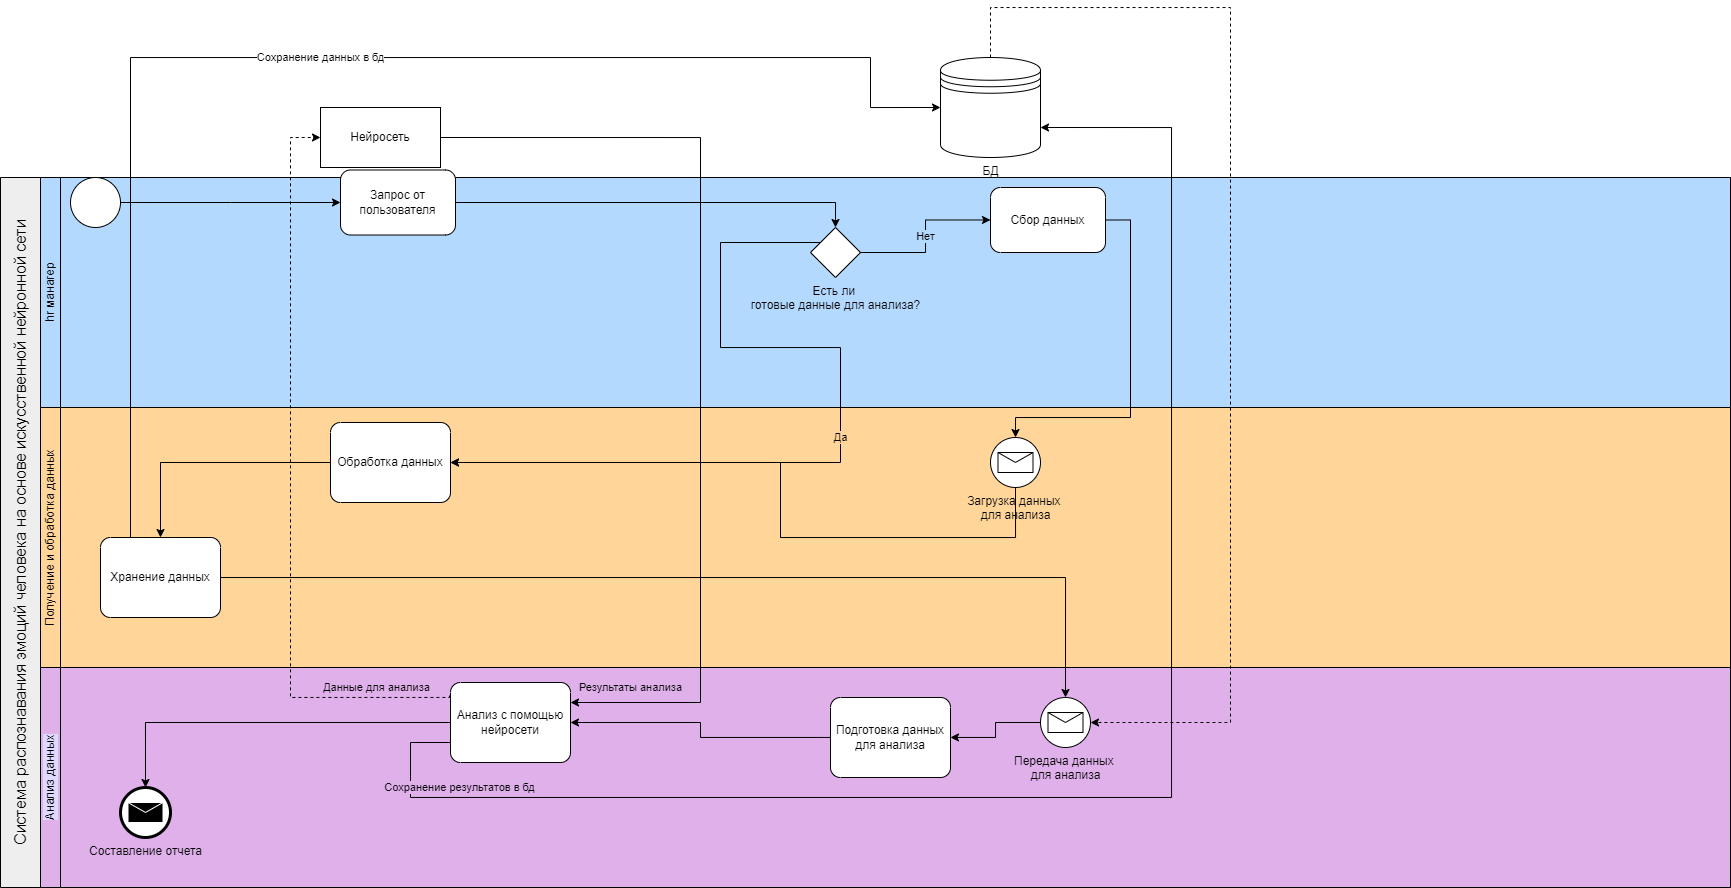 Сохранение данных в бд
Нейросеть
БД
Система распознавания эмоций человека на основе искусственной нейронной сети
hr манагер
Запрос от
пользователя
Сбор данных
Нет
Есть ли
готовые данные для анализа?
Получение и обработка данных
Да
Обработка данных
Загрузка данных
для анализа
Хранение данных
Анализ данных
Данные для анализа
Результаты анализа
Анализ с помощью
нейросети
Подготовка данных
для анализа
Передача данных
для анализа
Сохранение результатов в бд
Составление отчета